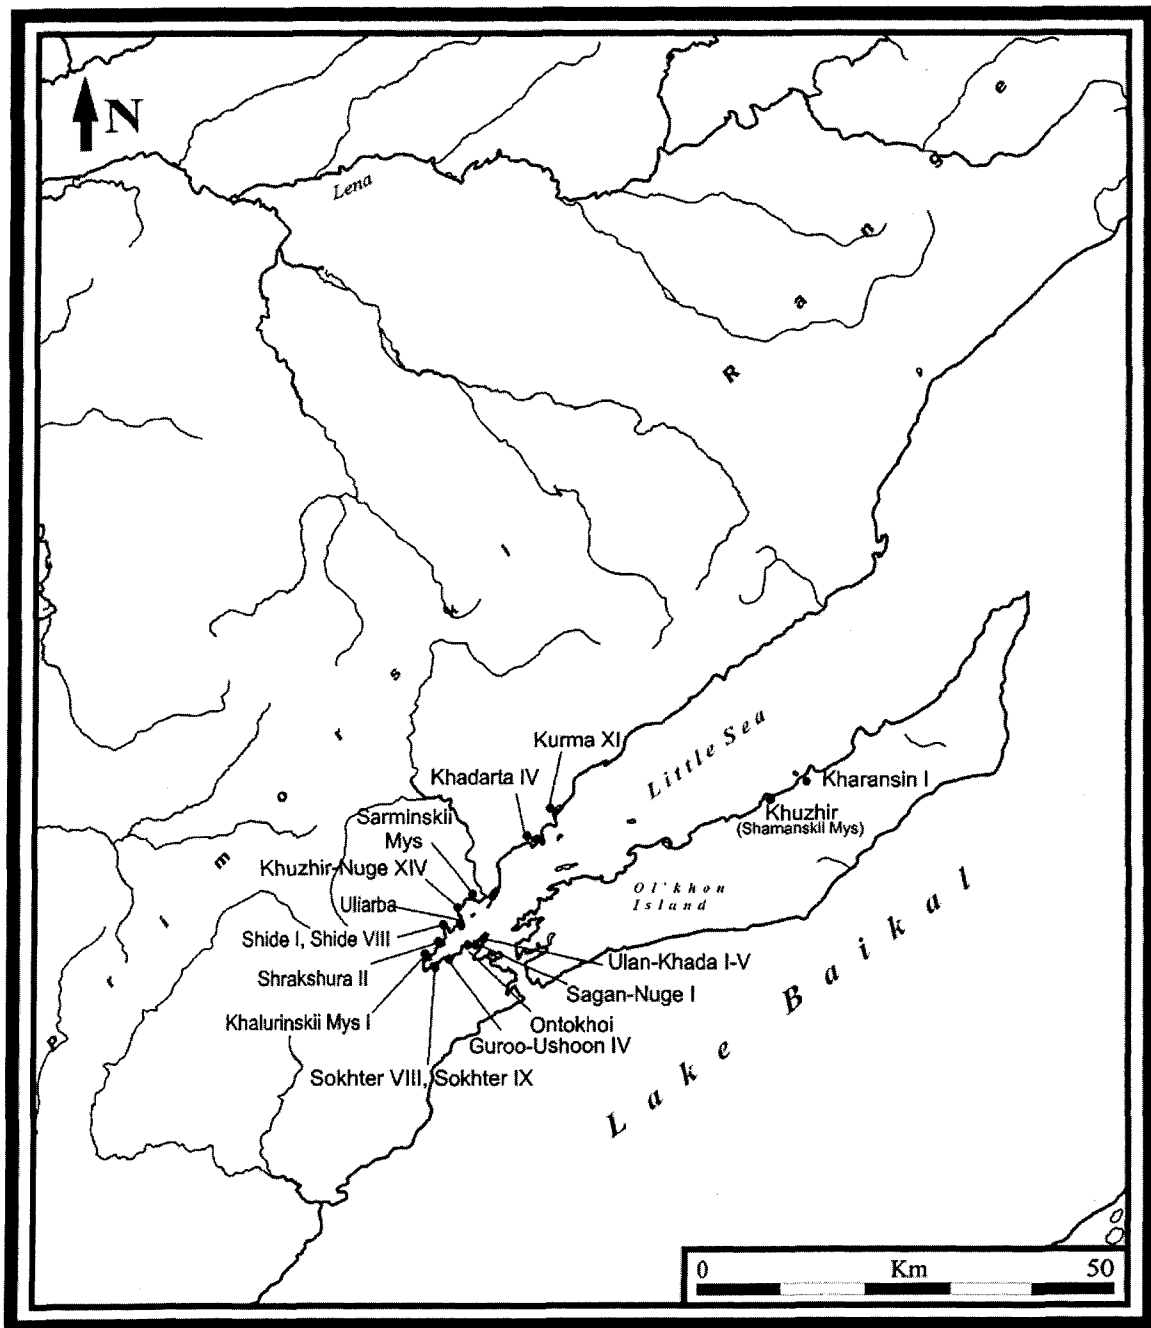 N
Lena
Primorskii Range
Kurma XI
Little Sea
Khadarta IV
Kharansin I
Khuzhir
(Shamanskii Mys)
Sarminskii
Mys
Khuzhir-Nuge XIV
Ol'khon
Island
Uliarba
Shide I, Shide VIII
Ulan-Khada I-V
Shrakshura II
Sagan-Nuge I
Khalurinskii Mys I
Ontokhoi
Guroo-Ushoon IV
Sokhter VIII, Sokhter IX
Lake Baikal
0 Km 50